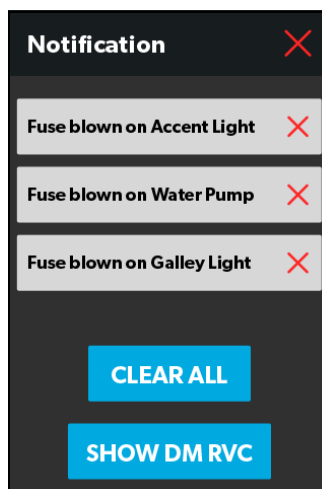 Notification
Fuse blown on Accent Light
Fuse blown on Water Pump
Fuse blown on Galley Light
CLEAR ALL
SHOW DM RVC